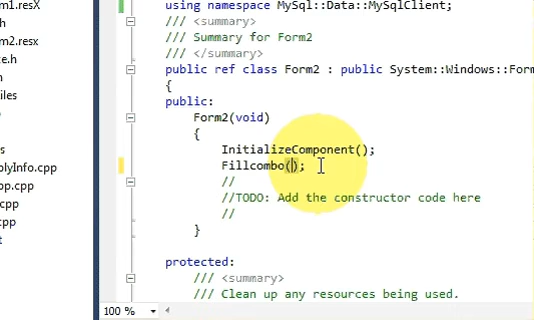 m1.resX
h
m2.resx
e.h
iles
s
plyInfo.cpp
pp.cpp
cpp
cpp
t
using namespace MySql::Data::MySqlClient;
/// <summary>
/// Summary for Form2
/// </summary>
public ref class Form2 : public System::Windows::Form
{
public:
Form2(void)
{
InitializeComponent();
Fillcombo();
//
//TODO: Add the constructor code here
//
}
protected:
/// <summary>
/// Clean up any resources being used.
100 %